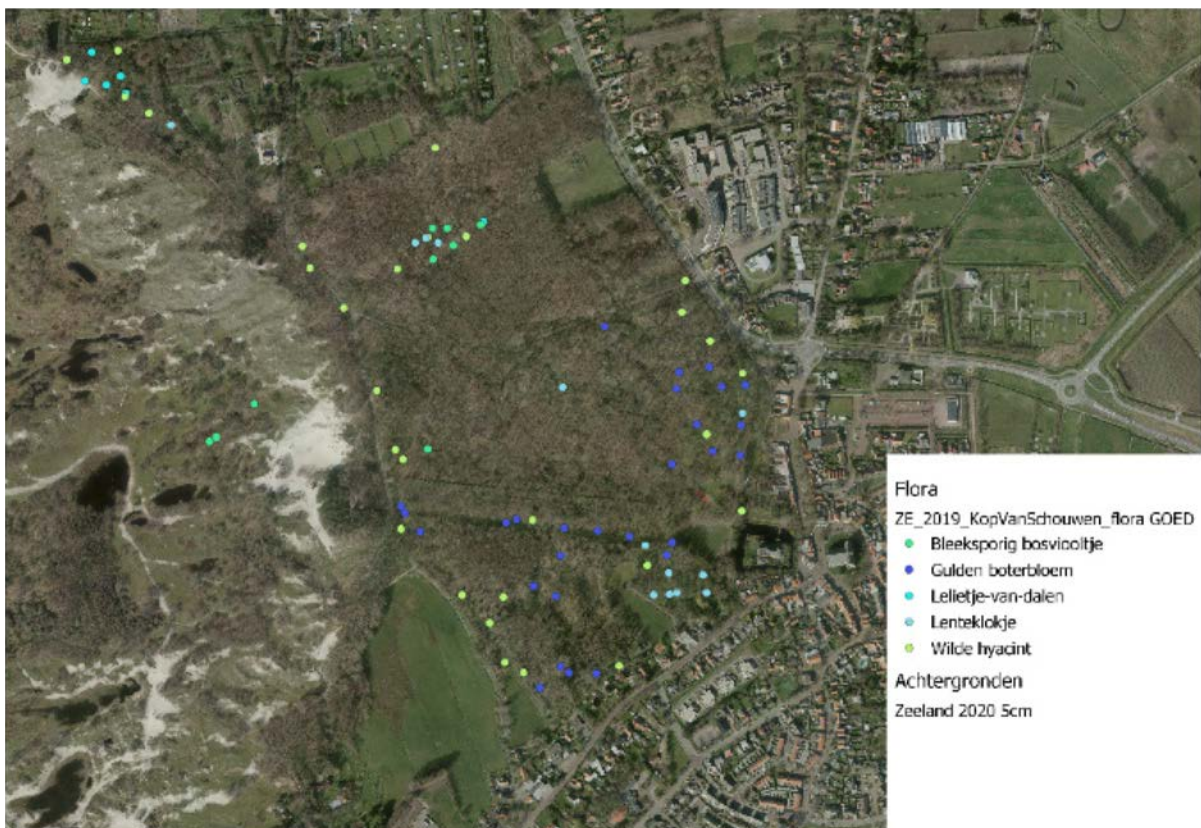 Flora
ZE_2019_KopVanSchouwen_flora GOED
Bleeksporig bosviooltje
Gulden boterbloem
Lelietje-van-dalen
Lenteklokje
Wilde hyacint
Achtergronden
Zeeland 2020 5cm